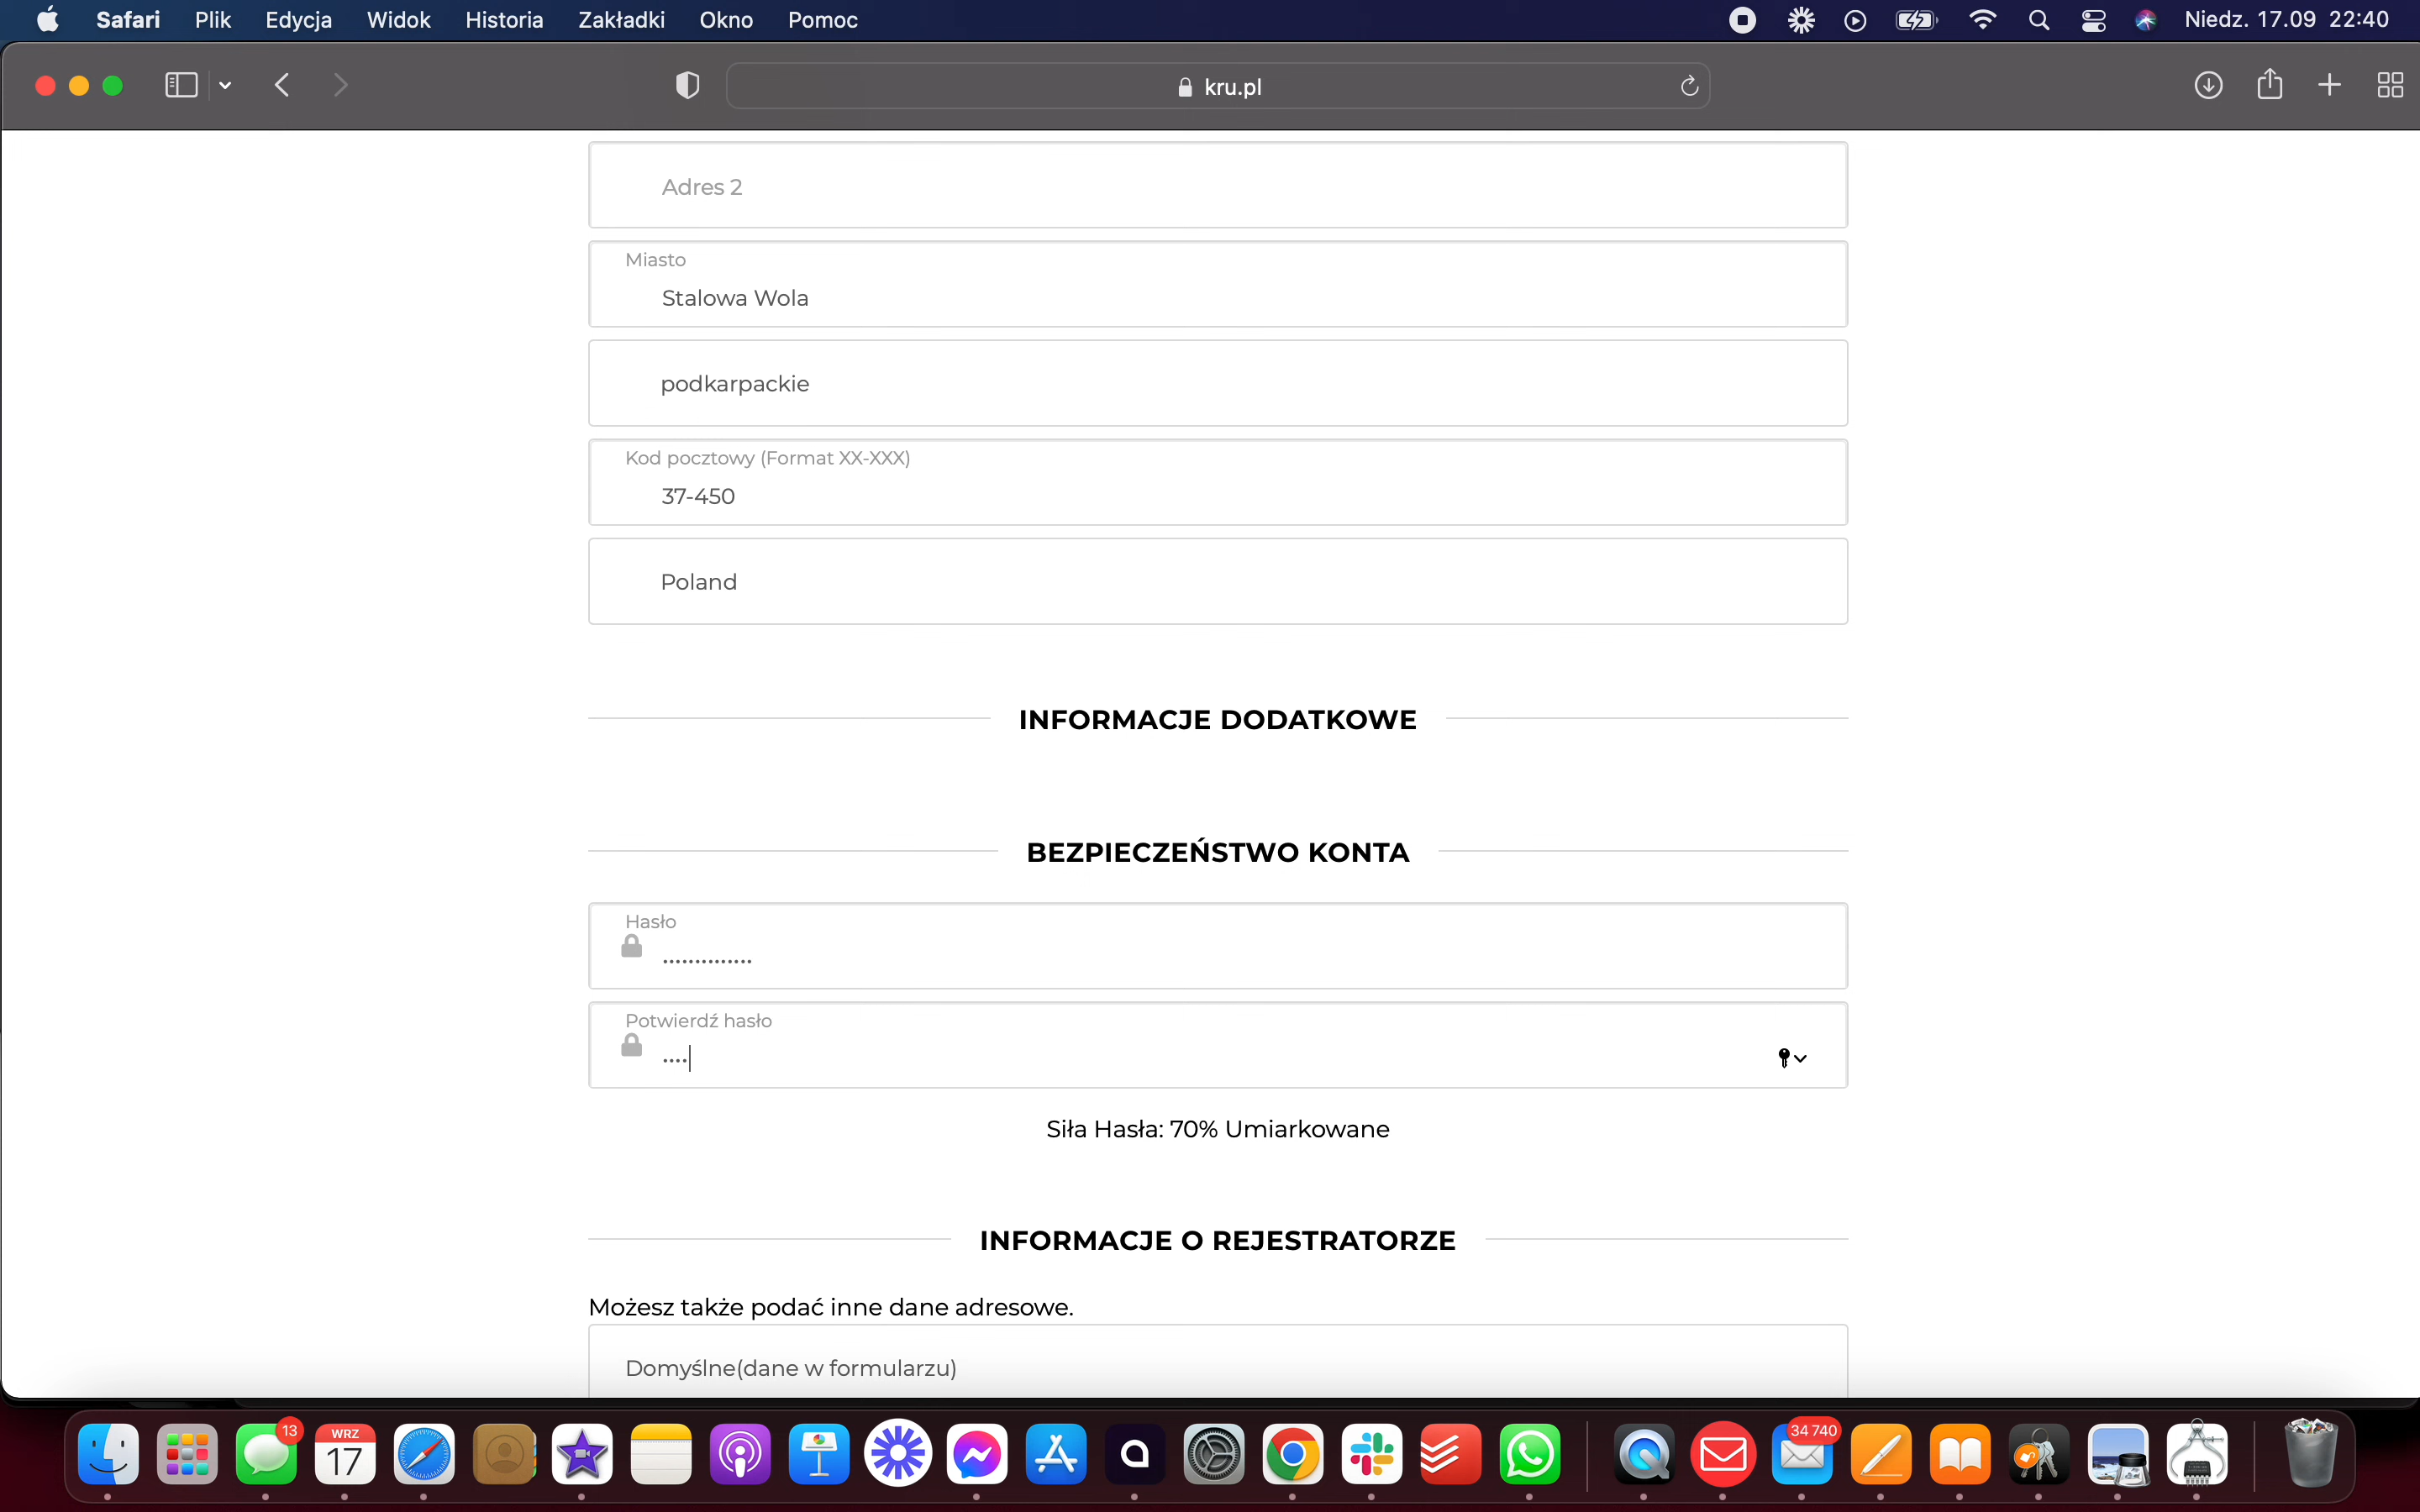 Safari Plik Edycja Widok Historia Zakładki Okno Pomoc Niedz. 17.09 22:40
kru.pl
Adres 2
Miasto
Stalowa Wola
podkarpackie
Kod pocztowy (Format XX-XXX)
37-450
Poland
INFORMACJE DODATKOWE
BEZPIECZEŃSTWO KONTA
Hasło
••••••••••••••
Potwierdź hasło
••••
Siła Hasła: 70% Umiarkowane
INFORMACJE O REJESTRATORZE
Możesz także podać inne dane adresowe.
Domyślne(dane w formularzu)
13 WRZ 34 740
17